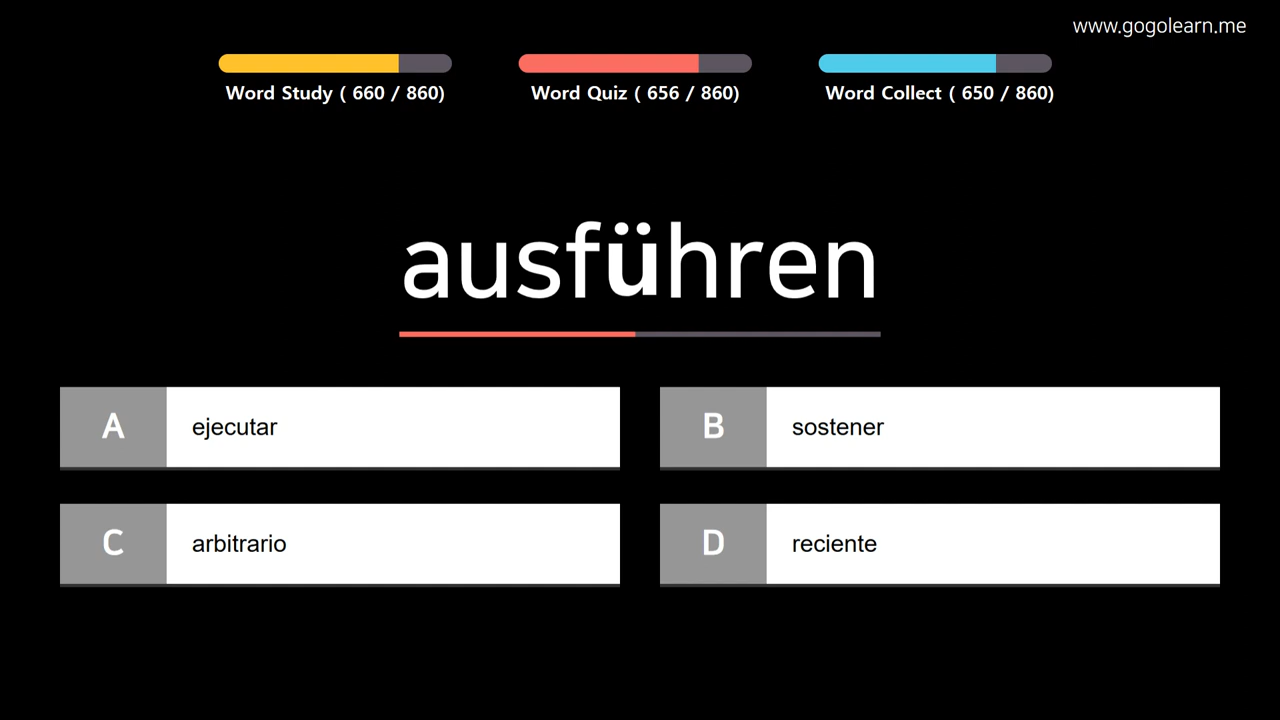 www.gogolearn.me
Word Study ( 660 / 860)
Word Quiz ( 656 / 860)
Word Collect ( 650 / 860)
ausführen
A ejecutar
B sostener
C arbitrario
D reciente